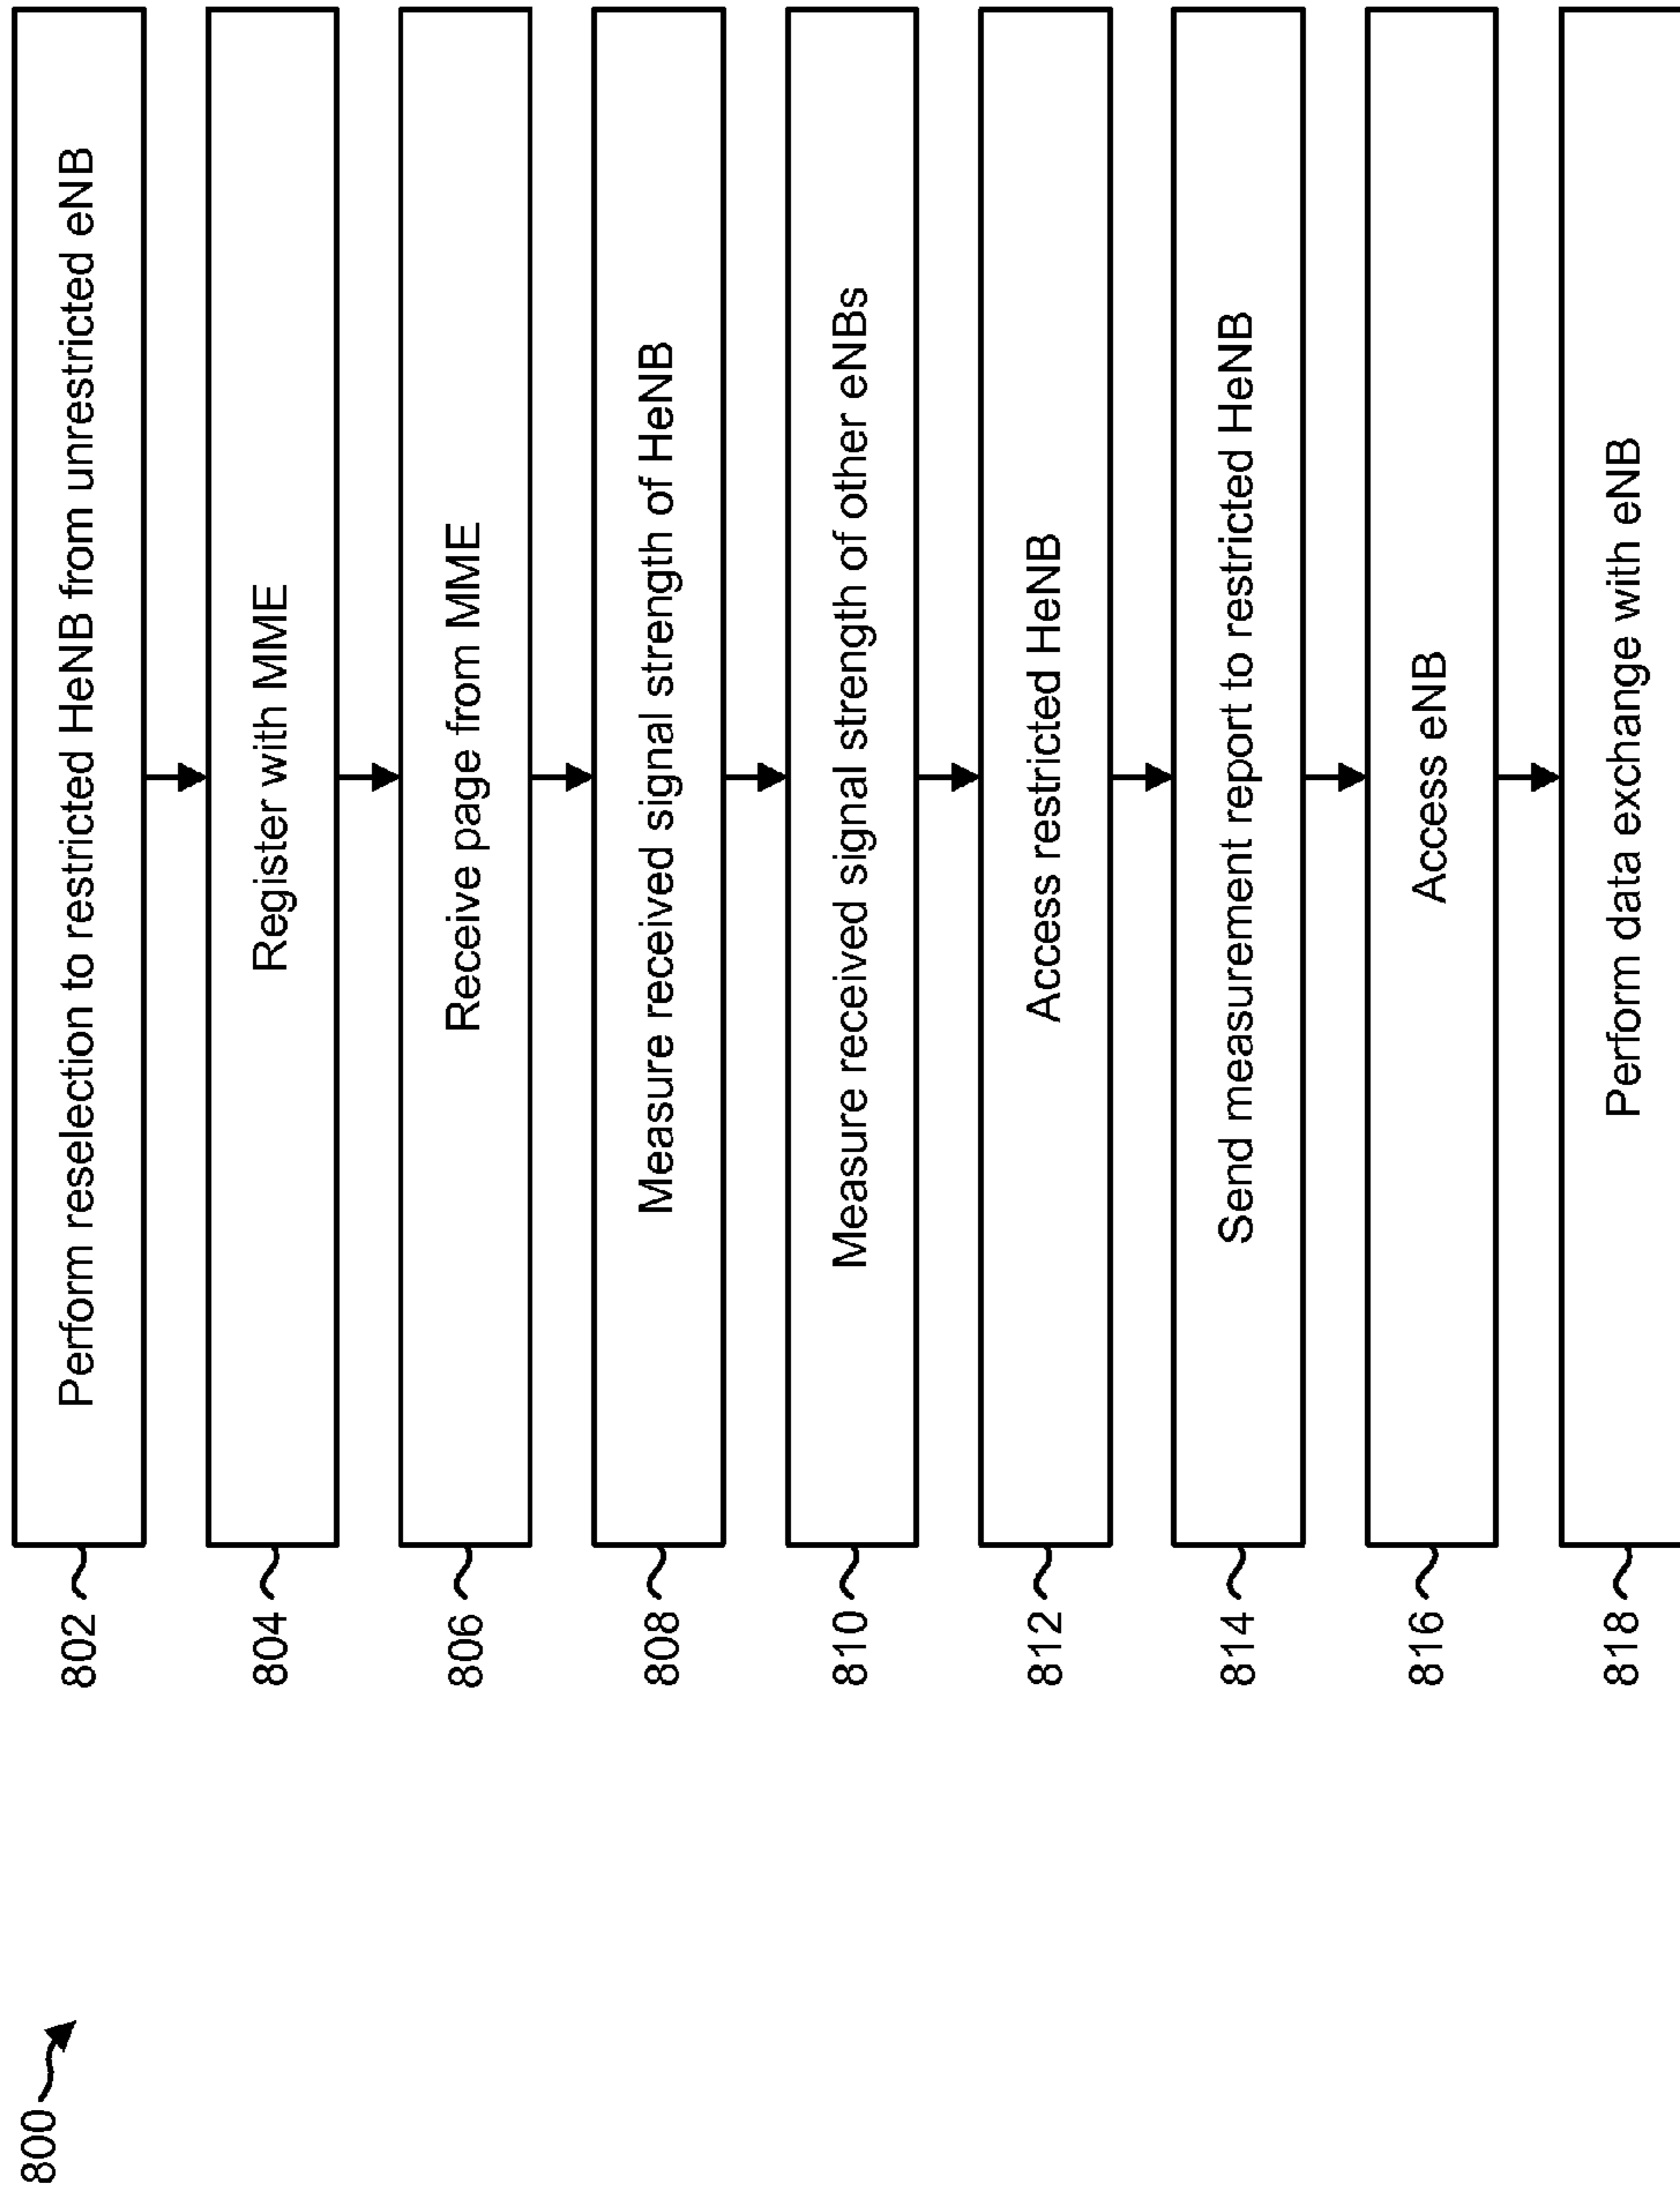 800
802
Perform reselection to restricted HeNB from unrestricted eNB
804
Register with MME
806
Receive page from MME
808
Measure received signal strength of HeNB
810
Measure received signal strength of other eNBs
812
Access restricted HeNB
814
Send measurement report to restricted HeNB
816
Access eNB
818
Perform data exchange with eNB